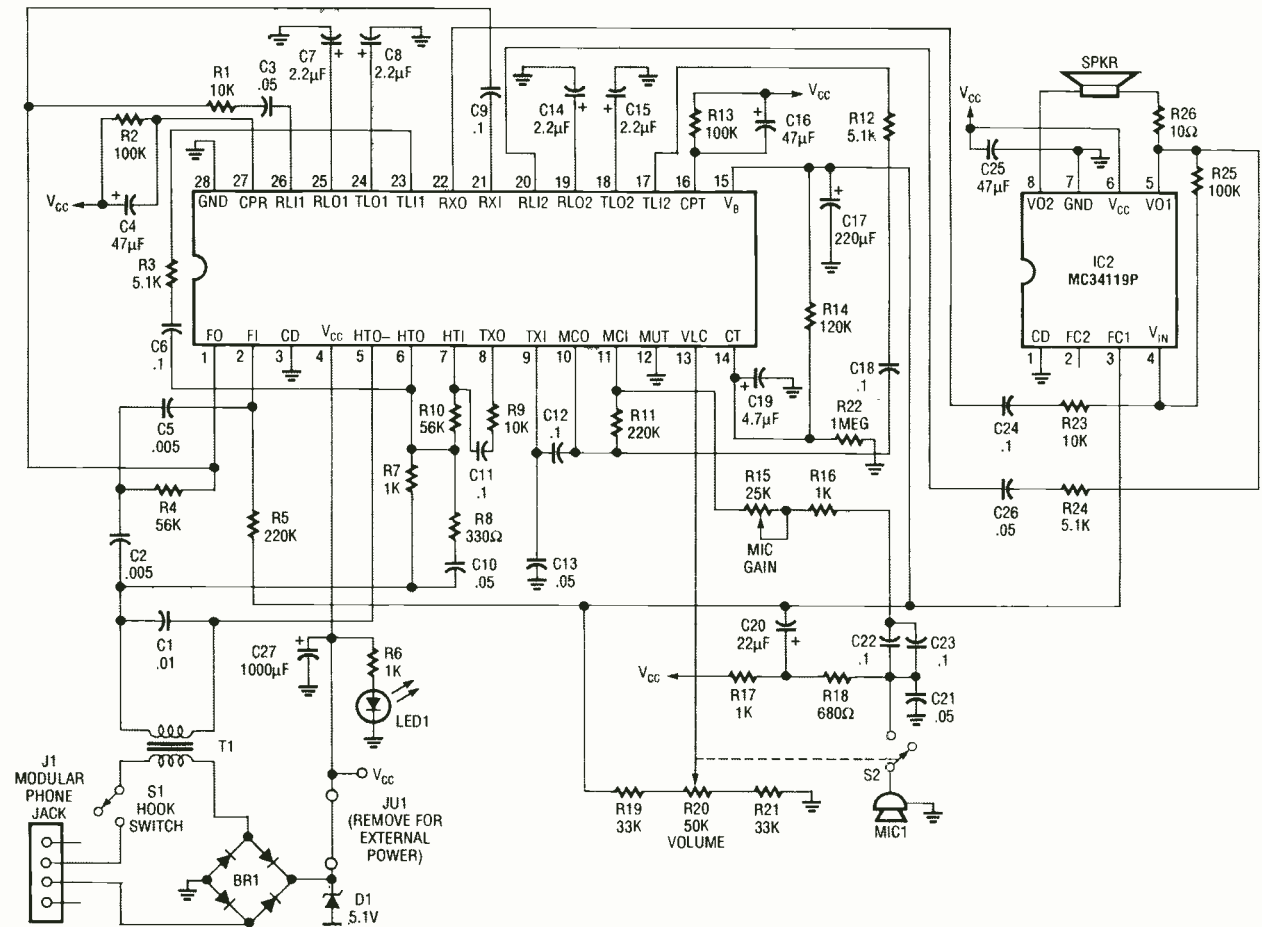 C7
2.2µF
C8
2.2µF
R1
10K
C3
.05
R2
100K
VCC
C4
47µF
C9
.1
C14
2.2µF
C15
2.2µF
R13
100K
C16
47µF
VCC
R12
5.1K
SPKR
VCC
R26
10Ω
C25
47µF
R25
100K
28 27 26 25 24 23 22 21 20 19 18 17 16 15
GND CPR RLI1 RLO1 TLO1 TLI1 RXO RXI RLI2 RLO2 TLO2 TLI2 CPT VB
8 7 6 5
VO2 GND VCC VO1
C17
220µF
R3
5.1K
IC2
MC34119P
R14
120K
C6
.1
FO FI CD VCC HTO– HTO HTI TXO TXI MCO MCI MUT VLC CT
1 2 3 4 5 6 7 8 9 10 11 12 13 14
CD FC2 FC1 VIN
1 2 3 4
C18
.1
C19
4.7µF
R22
1MEG
C5
.005
R10
56K
R9
10K
C12
.1
R11
220K
C11
.1
R7
1K
C24
.1
R23
10K
R4
56K
R5
220K
R8
330Ω
R15
25K
R16
1K
MIC
GAIN
C26
.05
R24
5.1K
C2
.005
C10
.05
C13
.05
C1
.01
C27
1000µF
R6
1K
C20
22µF
C22
.1
C23
.1
VCC
R17
1K
R18
680Ω
C21
.05
LED1
T1
J1
MODULAR
PHONE
JACK
S1
HOOK
SWITCH
VCC
JU1
(REMOVE FOR
EXTERNAL
POWER)
S2
R19
33K
R20
50K
VOLUME
R21
33K
MIC1
BR1
D1
5.1V